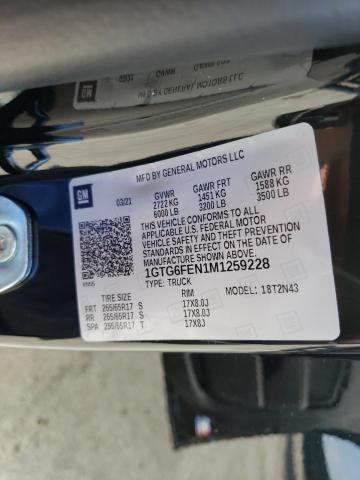 MFD BY GENERAL MOTORS LLC
GM
03/21
GVWR
2722 KG
6000 LB
GAWR FRT
1451 KG
3200 LB
GAWR RR
1588 KG
3500 LB
THIS VEHICLE CONFORMS TO ALL APPLICABLE
U.S. FEDERAL MOTOR VEHICLE SAFETY, BUMPER,
AND THEFT PREVENTION STANDARDS IN EFFECT ON
THE DATE OF MANUFACTURE SHOWN ABOVE.
1GTG6FEN1M1259228
TYPE: TRUCK
MODEL: 18T2N43
TIRE SIZE RIM
FRT 265/65R17 S 17X8.0J
RR 265/65R17 S 17X8.0J
SPA 255/65R17 T 17X8J